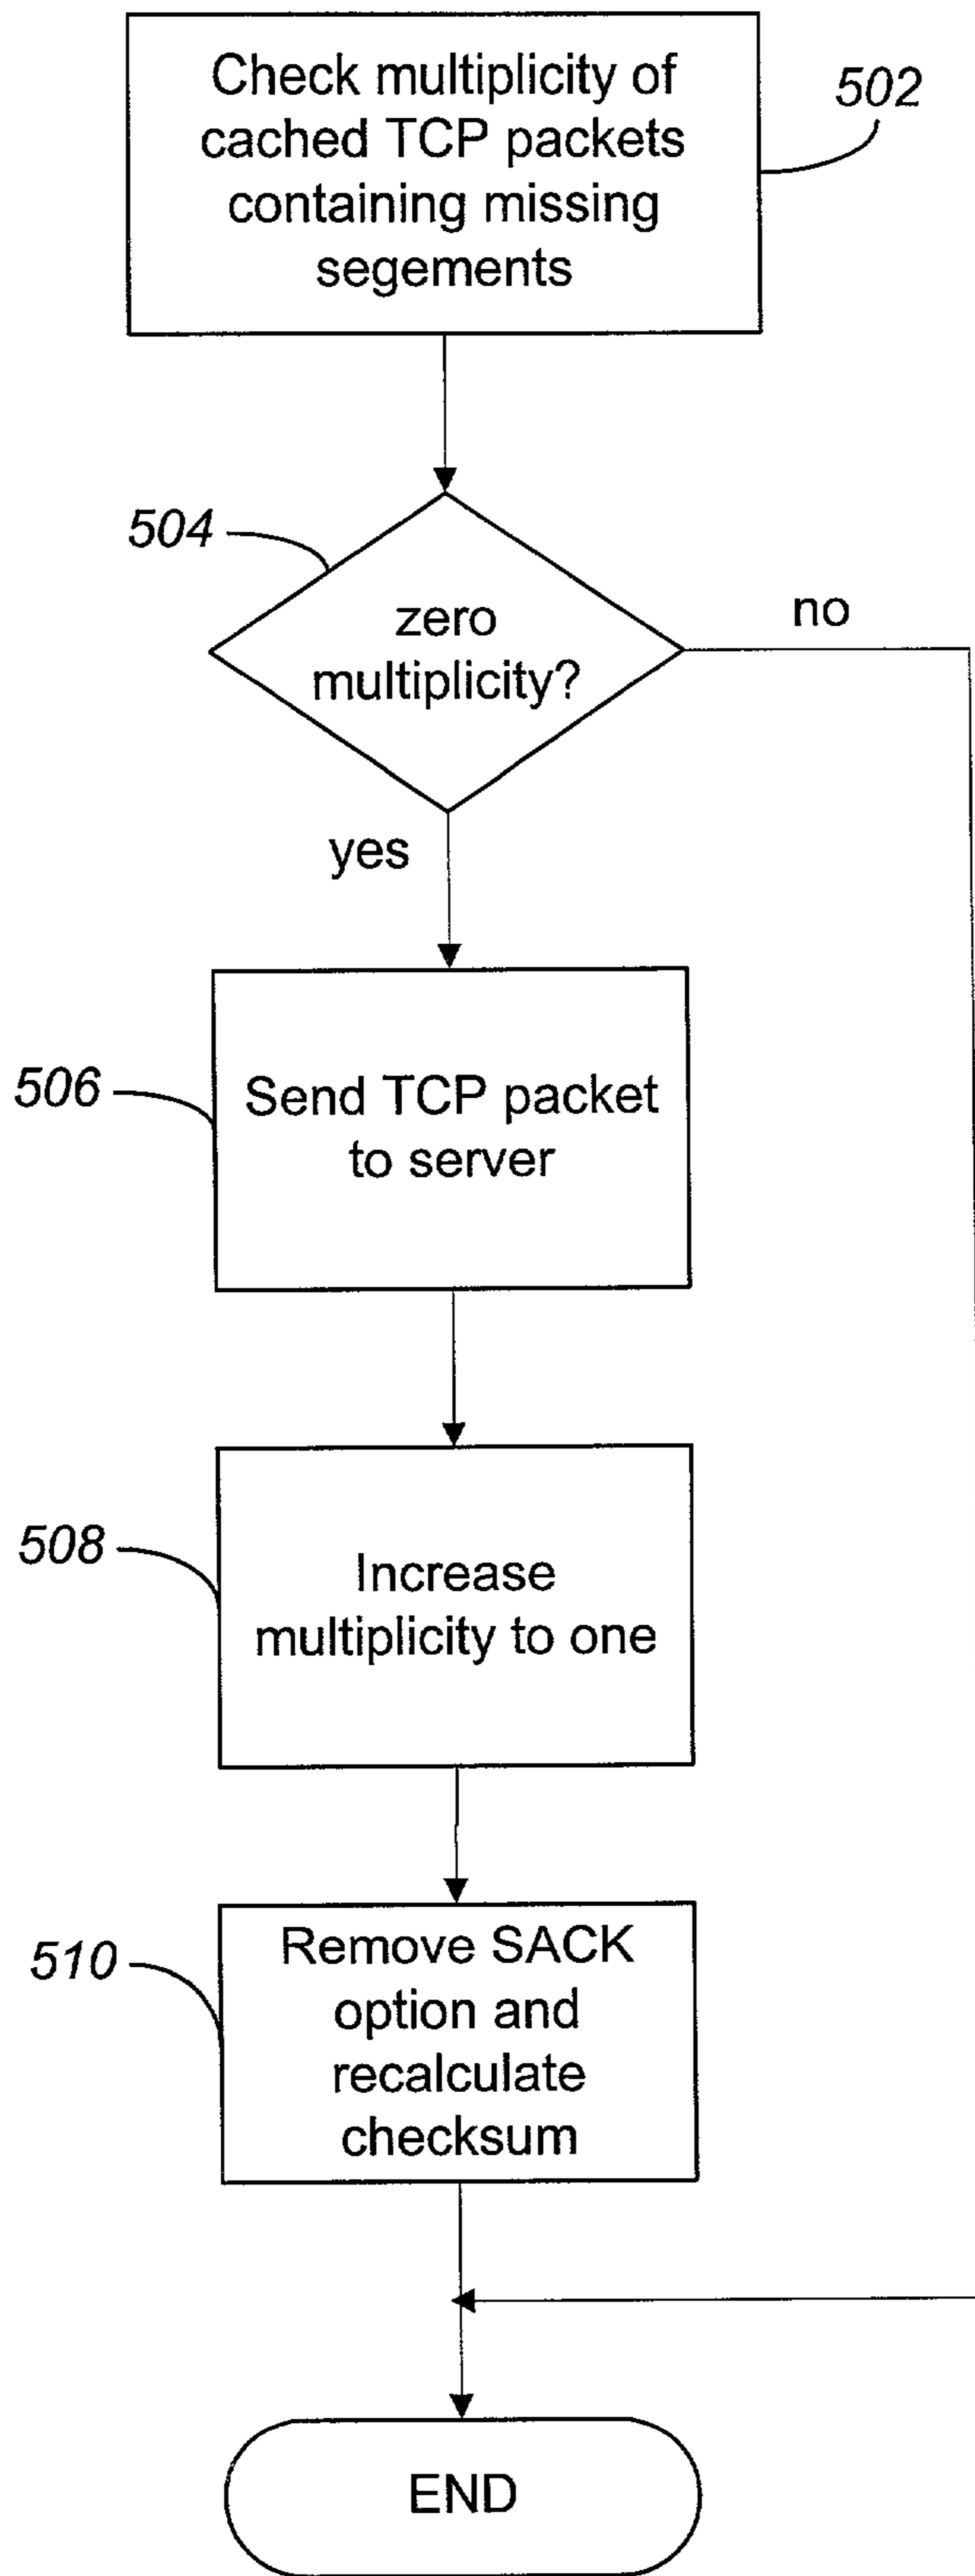 Check multiplicity of
cached TCP packets
containing missing
segements
502
504
zero
multiplicity?
no
yes
506
Send TCP packet
to server
508
Increase
multiplicity to one
510
Remove SACK
option and
recalculate
checksum
END